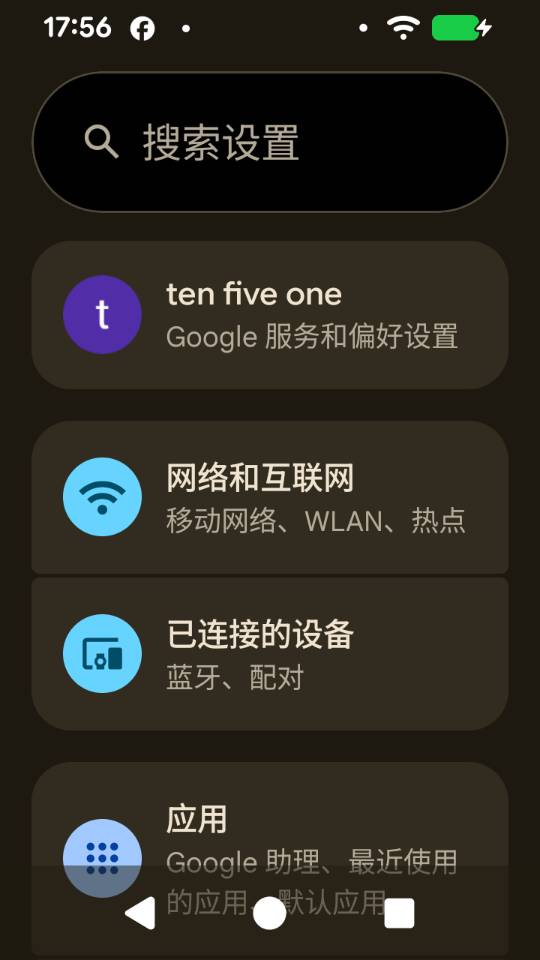 17:56
搜索设置
t
ten five one
Google 服务和偏好设置
网络和互联网
移动网络、WLAN、热点
已连接的设备
蓝牙、配对
应用
Google 助理、最近使用
的应用、默认应用